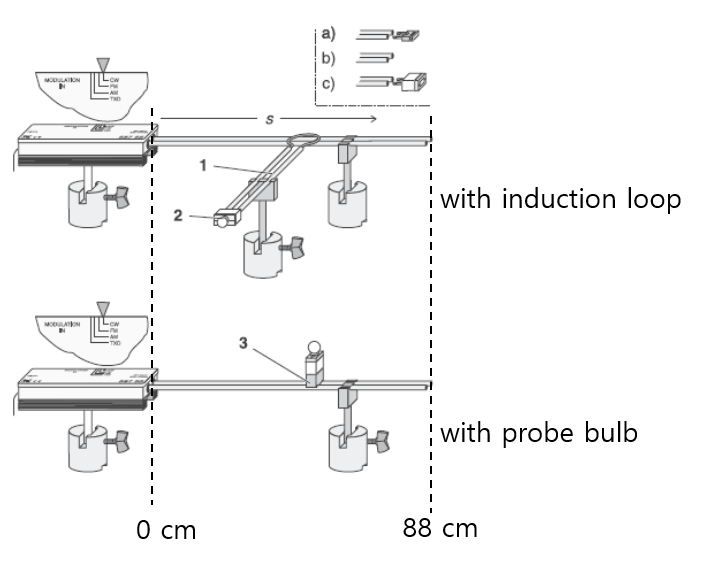 a)
b)
c)
MODULATION
IN
CW
FM
AM
TXD
s
1
2
with induction loop
MODULATION
IN
CW
FM
AM
TXD
3
with probe bulb
0 cm
88 cm